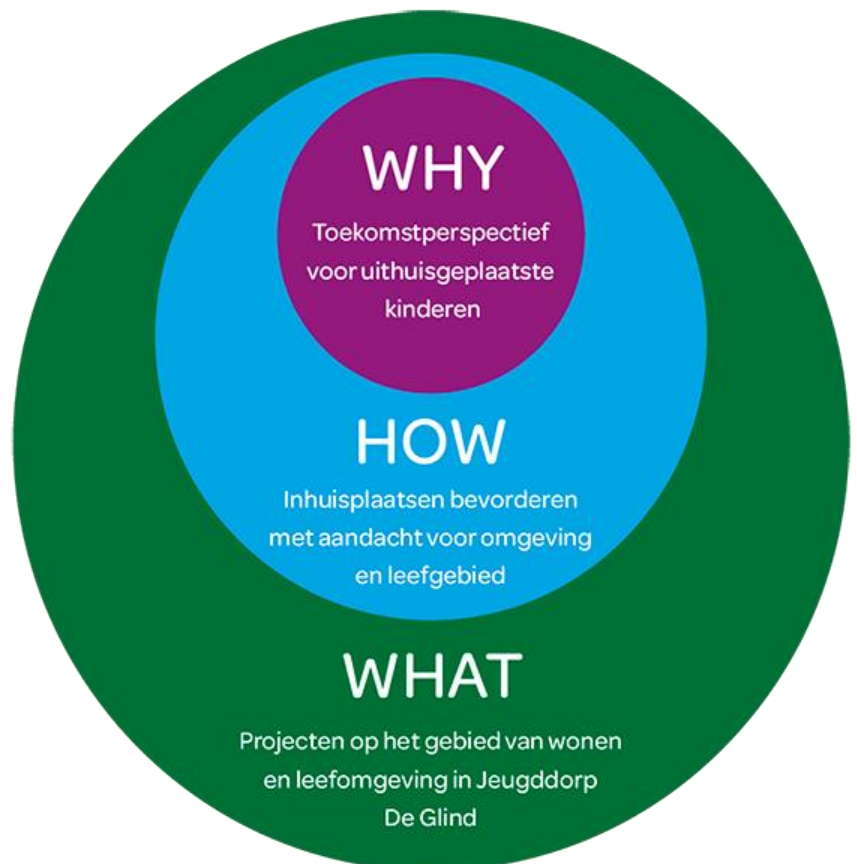 WHY
Toekomstperspectief
voor uithuisgeplaatste
kinderen
HOW
Inhuisplaatsen bevorderen
met aandacht voor omgeving
en leefgebied
WHAT
Projecten op het gebied van wonen
en leefomgeving in Jeugddorp
De Glind